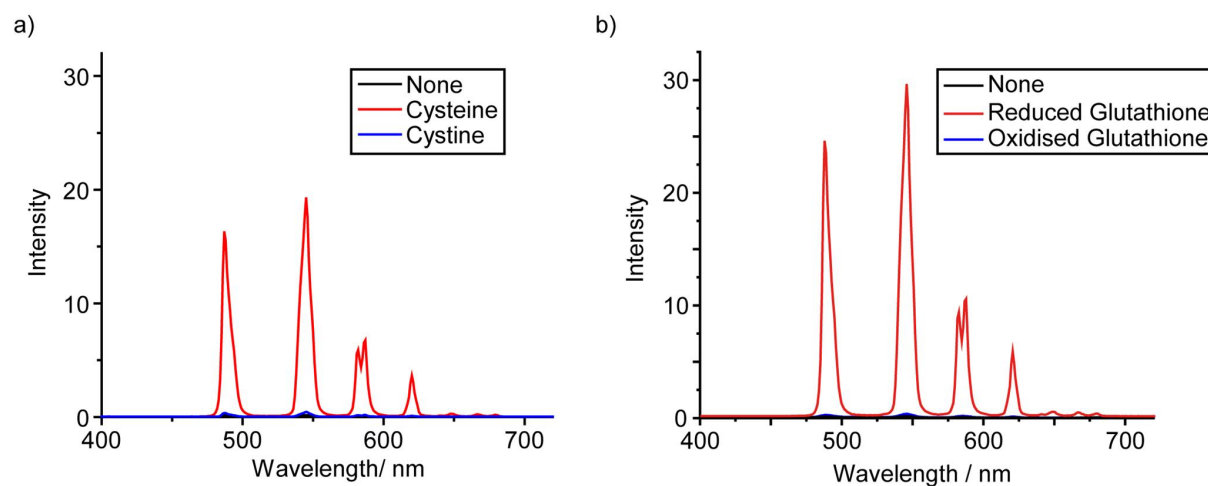 a)
30
20
10
0
400
500
600
700
Intensity
Wavelength/ nm
None
Cysteine
Cystine
b)
30
20
10
0
400
500
600
700
Intensity
Wavelength / nm
None
Reduced Glutathione
Oxidised Glutathione